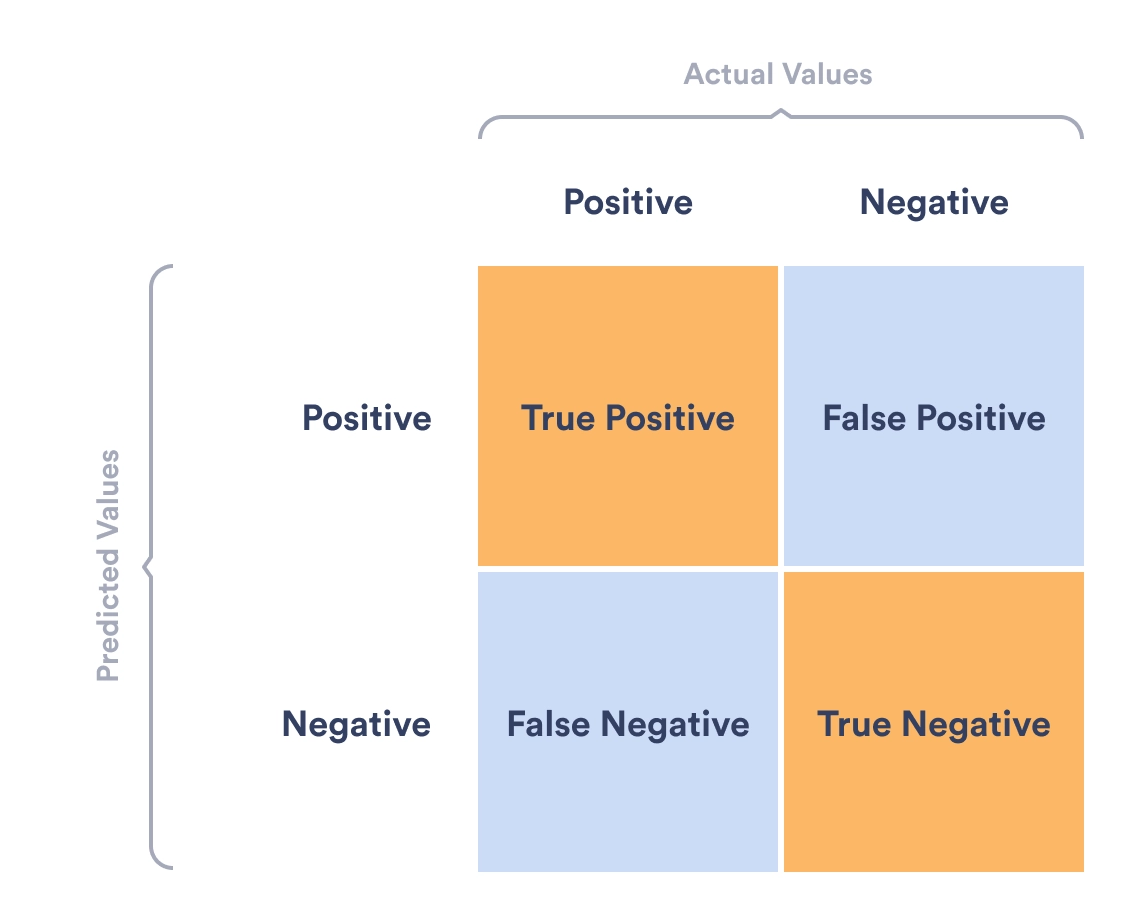 Actual Values
Positive Negative
Predicted Values
Positive True Positive False Positive
Negative False Negative True Negative